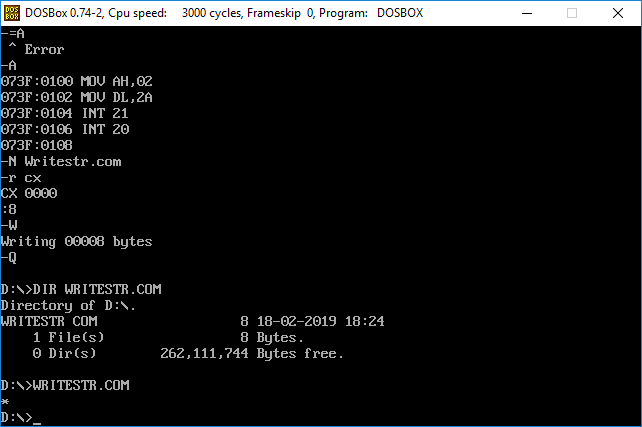 DOSBox 0.74-2, Cpu speed:    3000 cycles, Frameskip  0, Program:   DOSBOX
-=A
 ^ Error
-A
073F:0100 MOV AH,02
073F:0102 MOV DL,2A
073F:0104 INT 21
073F:0106 INT 20
073F:0108
-N Writestr.com
-r cx
CX 0000
:8
-W
Writing 00008 bytes
-Q
D:\>DIR WRITESTR.COM
Directory of D:\.
WRITESTR COM                  8 18-02-2019 18:24
    1 File(s)                 8 Bytes.
    0 Dir(s)        262,111,744 Bytes free.
D:\>WRITESTR.COM
*
D:\>_